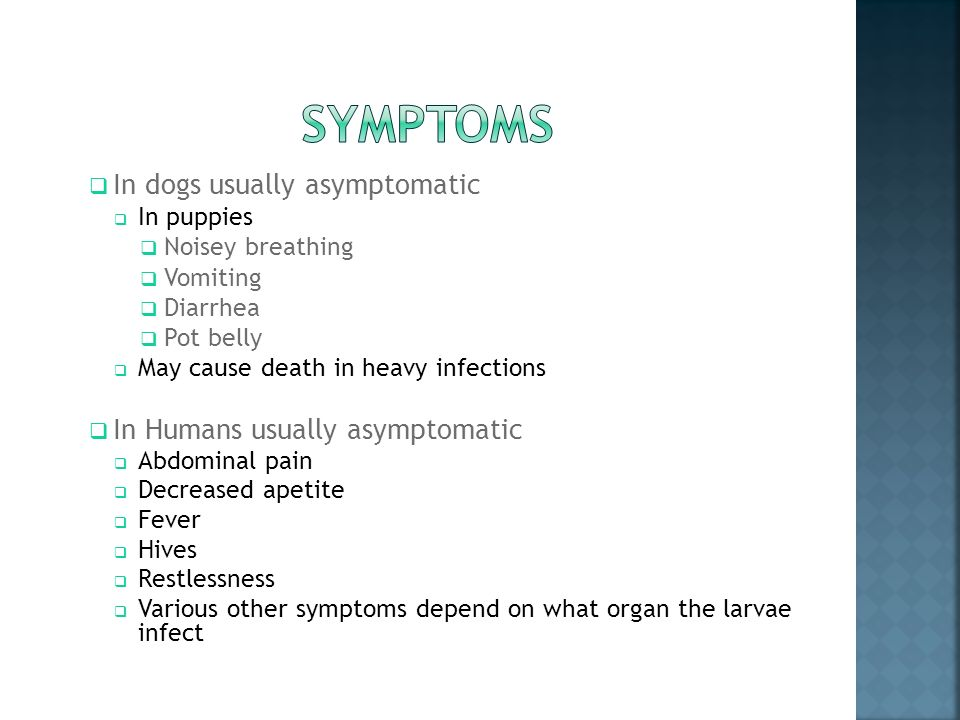 SYMPTOMS
In dogs usually asymptomatic
In puppies
Noisey breathing
Vomiting
Diarrhea
Pot belly
May cause death in heavy infections
In Humans usually asymptomatic
Abdominal pain
Decreased apetite
Fever
Hives
Restlessness
Various other symptoms depend on what organ the larvae
infect